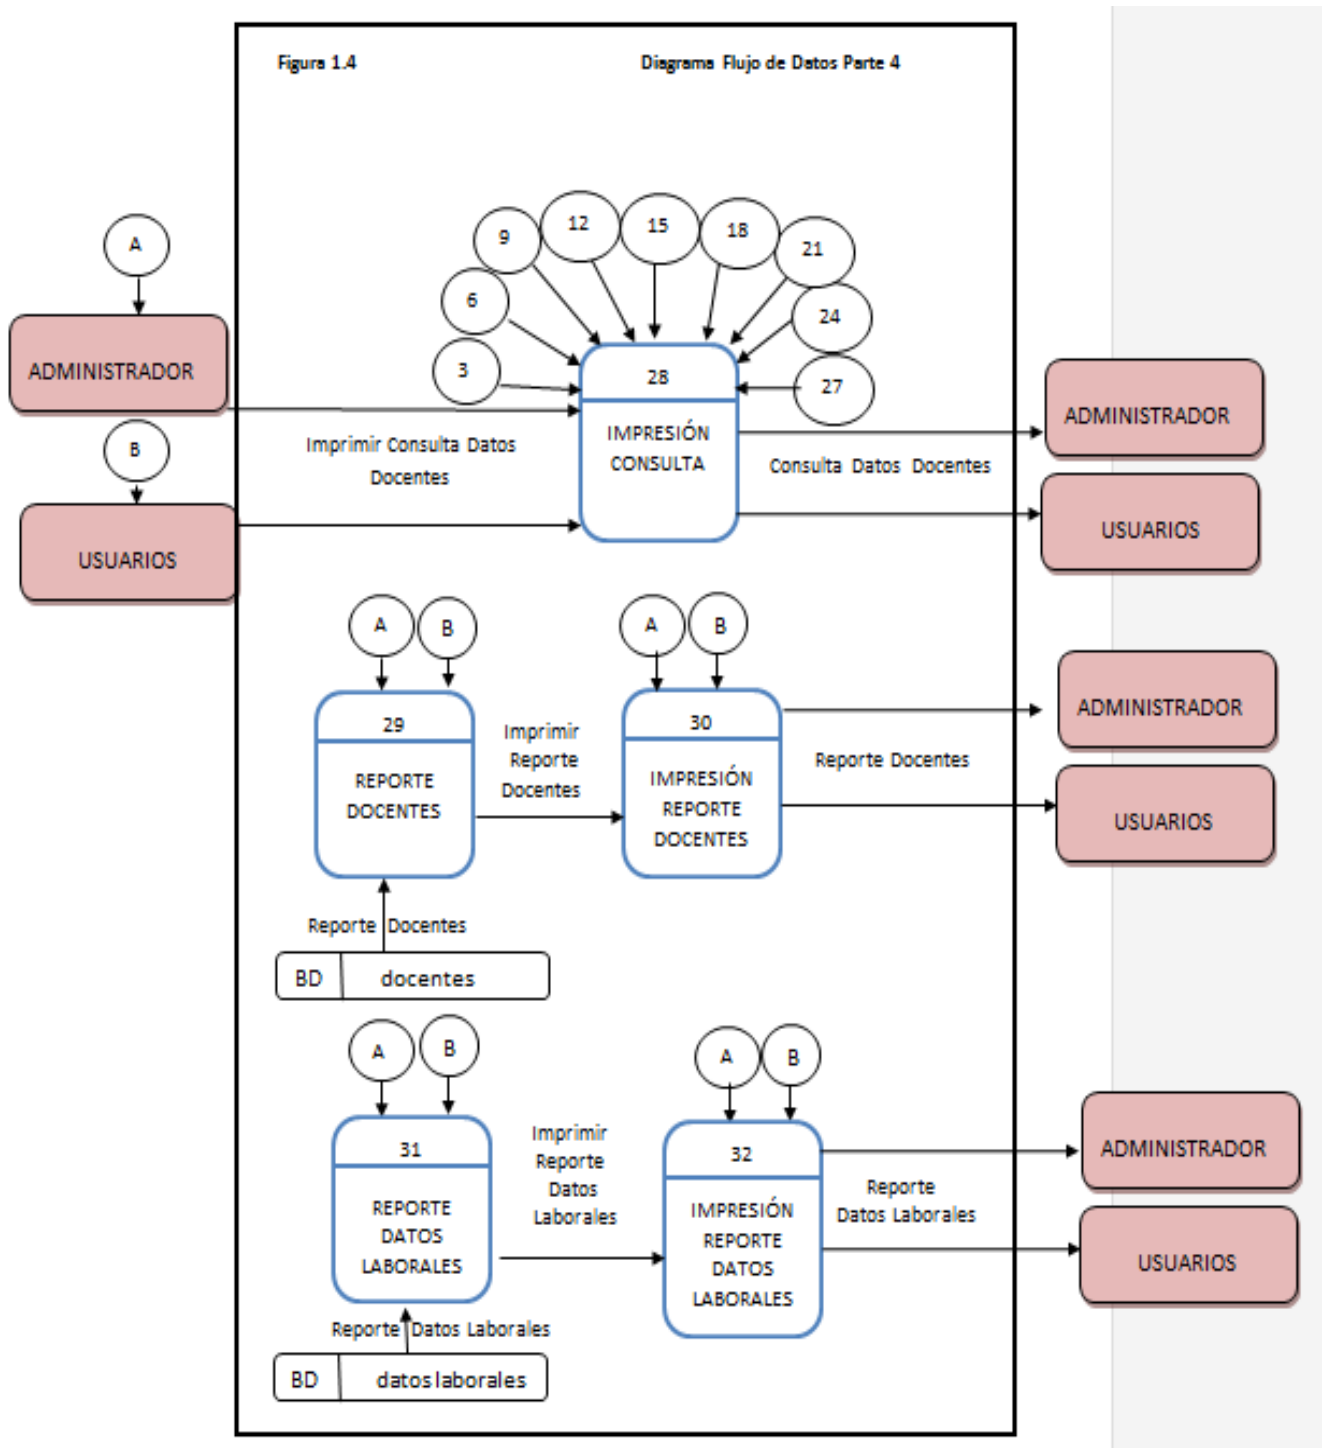 Figura 1.4
Diagrama Flujo de Datos Parte 4
A
ADMINISTRADOR
B
USUARIOS
3
6
9
12
15
18
21
24
27
28
IMPRESIÓN
CONSULTA
Imprimir Consulta Datos
Docentes
Consulta Datos Docentes
ADMINISTRADOR
USUARIOS
A
B
29
REPORTE
DOCENTES
Imprimir
Reporte
Docentes
A
B
30
IMPRESIÓN
REPORTE
DOCENTES
Reporte Docentes
ADMINISTRADOR
USUARIOS
Reporte Docentes
BD
docentes
A
B
31
REPORTE
DATOS
LABORALES
Imprimir
Reporte
Datos
Laborales
A
B
32
IMPRESIÓN
REPORTE
DATOS
LABORALES
Reporte
Datos Laborales
ADMINISTRADOR
USUARIOS
Reporte Datos Laborales
BD
datos laborales